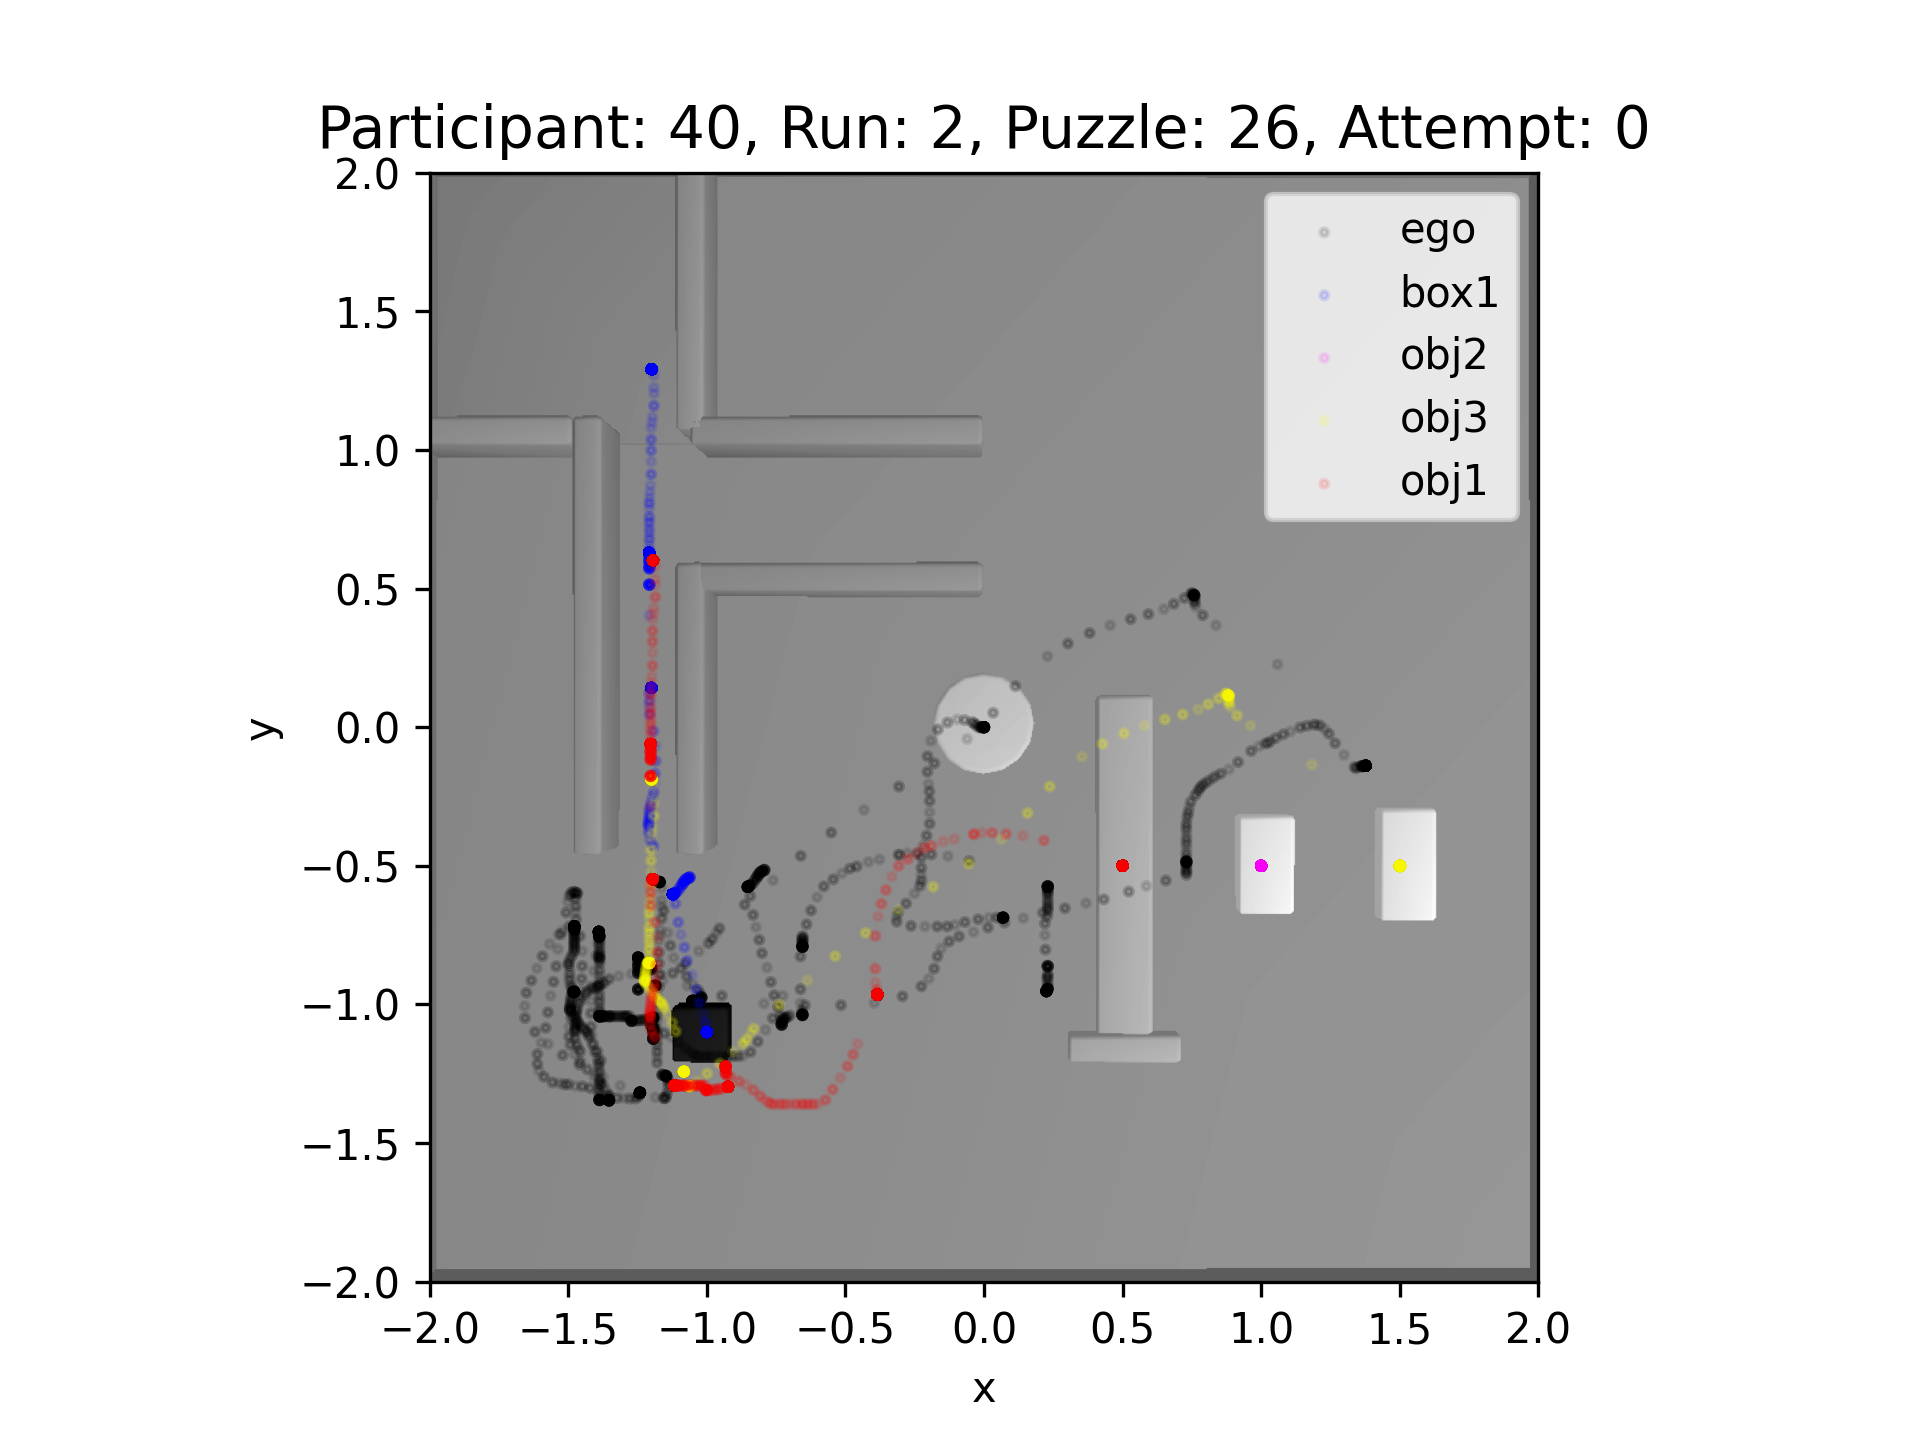 Participant: 40, Run: 2, Puzzle: 26, Attempt: 0
2.0
1.5
1.0
0.5
0.0
−0.5
−1.0
−1.5
−2.0
y
ego
box1
obj2
obj3
obj1
−2.0 −1.5 −1.0 −0.5 0.0 0.5 1.0 1.5 2.0
x